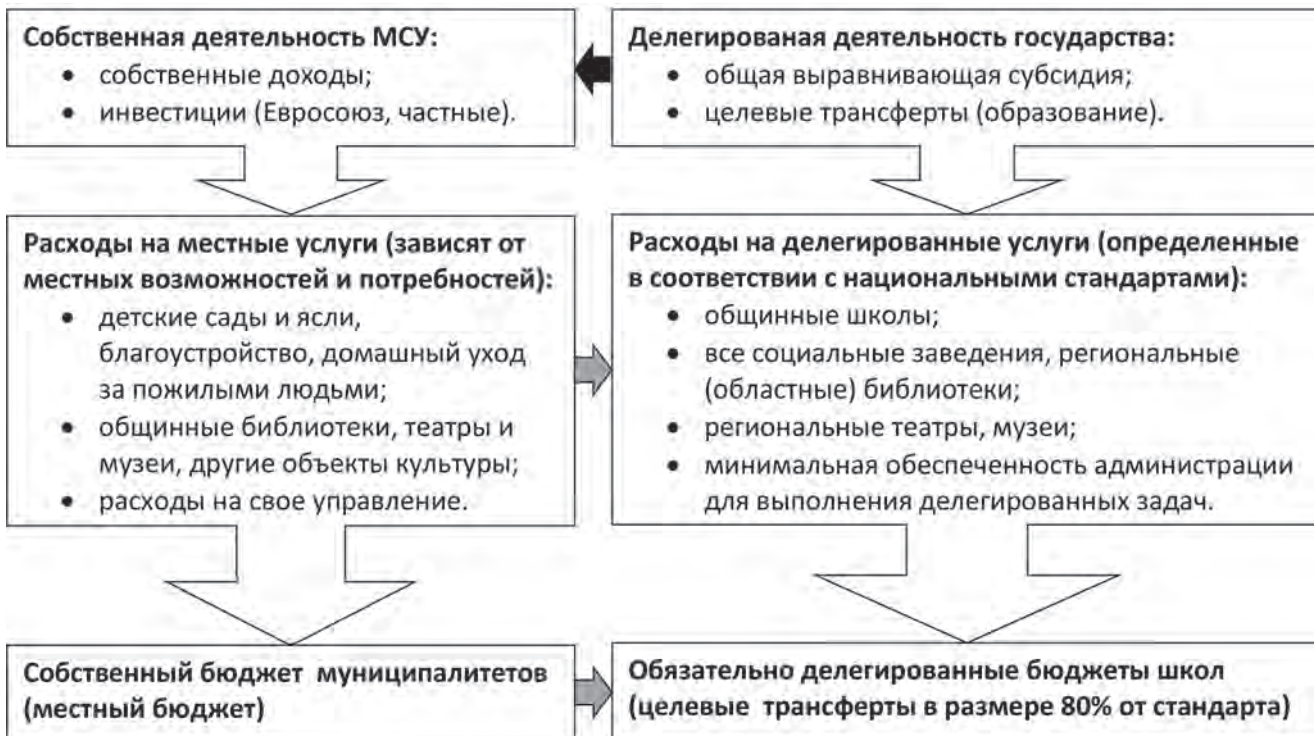 Собственная деятельность МСУ:
• собственные доходы;
• инвестиции (Евросоюз, частные).
Делегированая деятельность государства:
• общая выравнивающая субсидия;
• целевые трансферты (образование).
Расходы на местные услуги (зависят от
местных возможностей и потребностей):
• детские сады и ясли,
благоустройство, домашный уход
за пожилыми людьми;
• общинные библиотеки, театры и
музеи, другие объекты культуры;
• расходы на свое управление.
Расходы на делегированные услуги (определенные
в соответствии с национальными стандартами):
• общинные школы;
• все социальные заведения, региональные
(областные) библиотеки;
• региональные театры, музеи;
• минимальная обеспеченность администрации
для выполнения делегированных задач.
Собственный бюджет муниципалитетов
(местный бюджет)
Обязательно делегированные бюджеты школ
(целевые трансферты в размере 80% от стандарта)